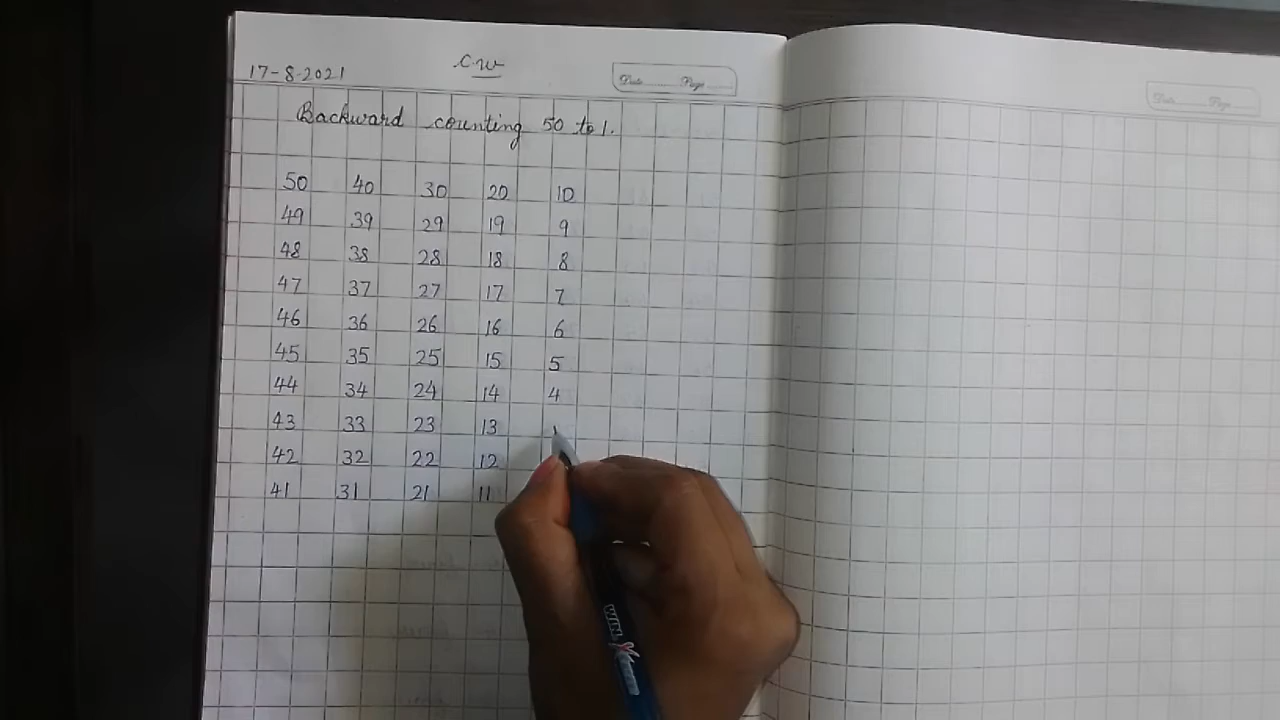 17-8-2021 C.W Date Page
Date Page
Backward counting 50 to 1.
50 40 30 20 10
49 39 29 19 9
48 38 28 18 8
47 37 27 17 7
46 36 26 16 6
45 35 25 15 5
44 34 24 14 4
43 33 23 13
42 32 22 12
41 31 21 11
WIN